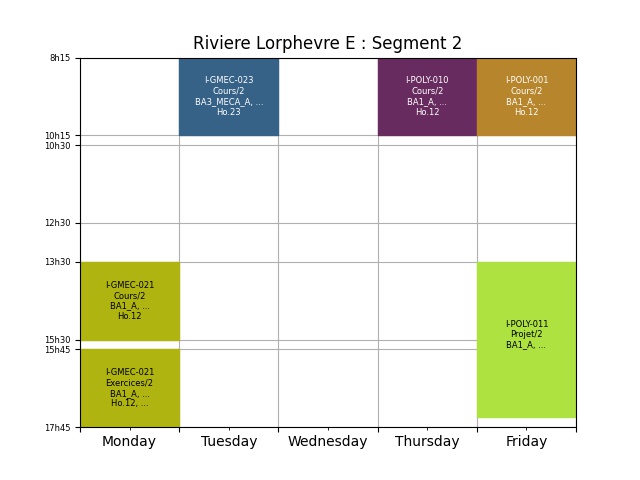 Riviere Lorphevre E : Segment 2
8h15
I-GMEC-023
Cours/2
BA3_MECA_A, ...
Ho.23
I-POLY-010
Cours/2
BA1_A, ...
Ho.12
I-POLY-001
Cours/2
BA1_A, ...
Ho.12
10h15
10h30
12h30
13h30
I-GMEC-021
Cours/2
BA1_A, ...
Ho.12
I-POLY-011
Projet/2
BA1_A, ...
15h30
15h45
I-GMEC-021
Exercices/2
BA1_A, ...
Ho.12, ...
17h45
Monday
Tuesday
Wednesday
Thursday
Friday